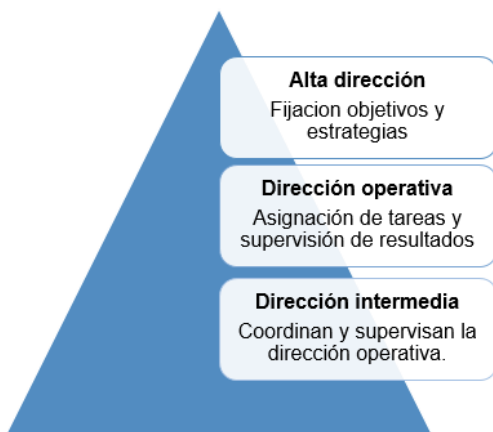 Alta dirección
Fijacion objetivos y
estrategias
Dirección operativa
Asignación de tareas y
supervisión de resultados
Dirección intermedia
Coordinan y supervisan la
dirección operativa.